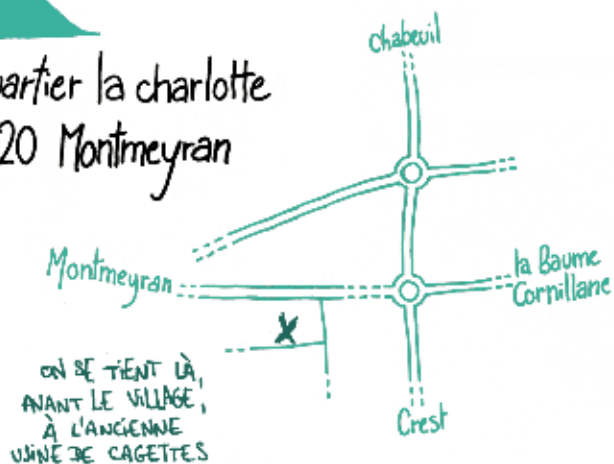 artier la charlotte
20 Montmeyran
Chabeuil
Montmeyran
la Baume
Cornillane
ON SE TIENT LÀ,
AVANT LE VILLAGE,
À L'ANCIENNE
USINE DE CAGETTES
Crest